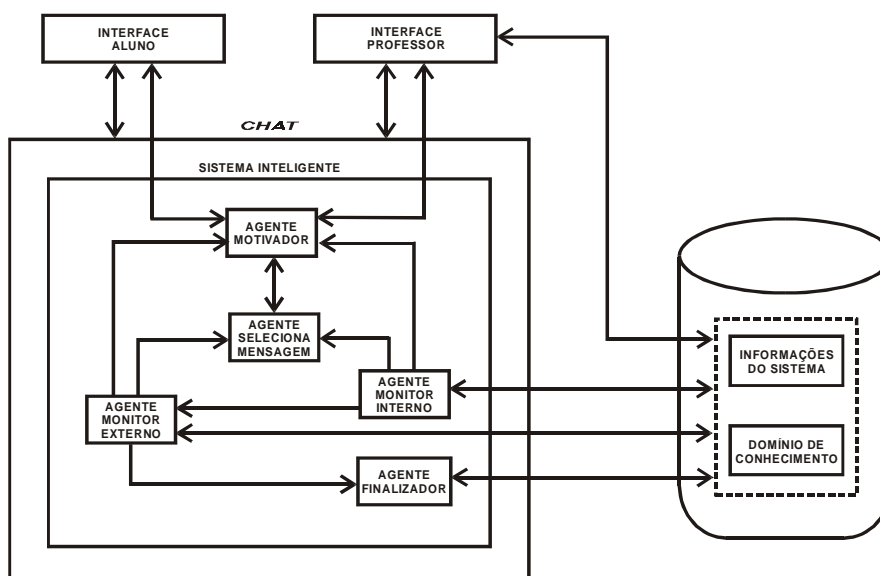 INTERFACE
ALUNO
INTERFACE
PROFESSOR
CHAT
SISTEMA INTELIGENTE
AGENTE
MOTIVADOR
AGENTE
SELECIONA
MENSAGEM
AGENTE
MONITOR
INTERNO
AGENTE
MONITOR
EXTERNO
AGENTE
FINALIZADOR
INFORMAÇÕES
DO SISTEMA
DOMÍNIO DE
CONHECIMENTO